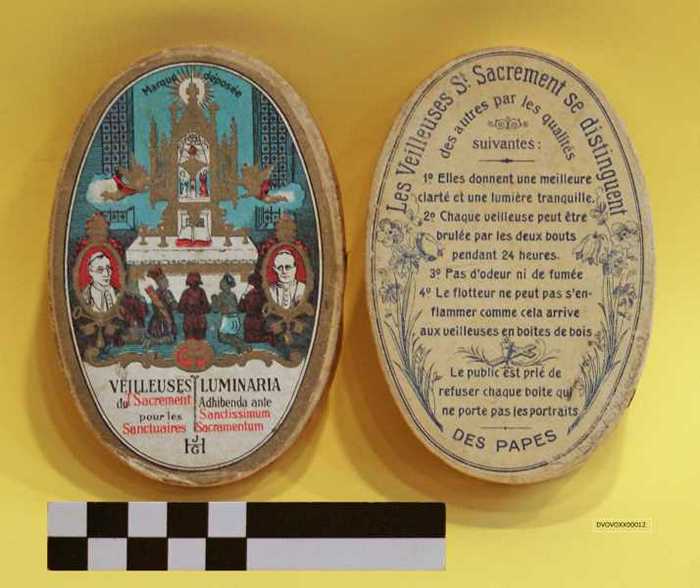 Marque déposée
VEILLEUSES
du St Sacrement
pour les
Sanctuaires
LUMINARIA
Adhibenda ante
Sanctissimum
Sacramentum
Les Veilleuses St. Sacrement se distinguent
des autres par les qualités
suivantes :
1º Elles donnent une meilleure
clarté et une lumière tranquille.
2º Chaque veilleuse peut être
brulée par les deux bouts
pendant 24 heures.
3º Pas d'odeur ni de fumée
4º Le flotteur ne peut pas s'en-
flammer comme cela arrive
aux veilleuses en boîtes de bois
Le public est prié de
refuser chaque boite qui
ne porte pas les portraits
DES PAPES
DVOVOXX00012